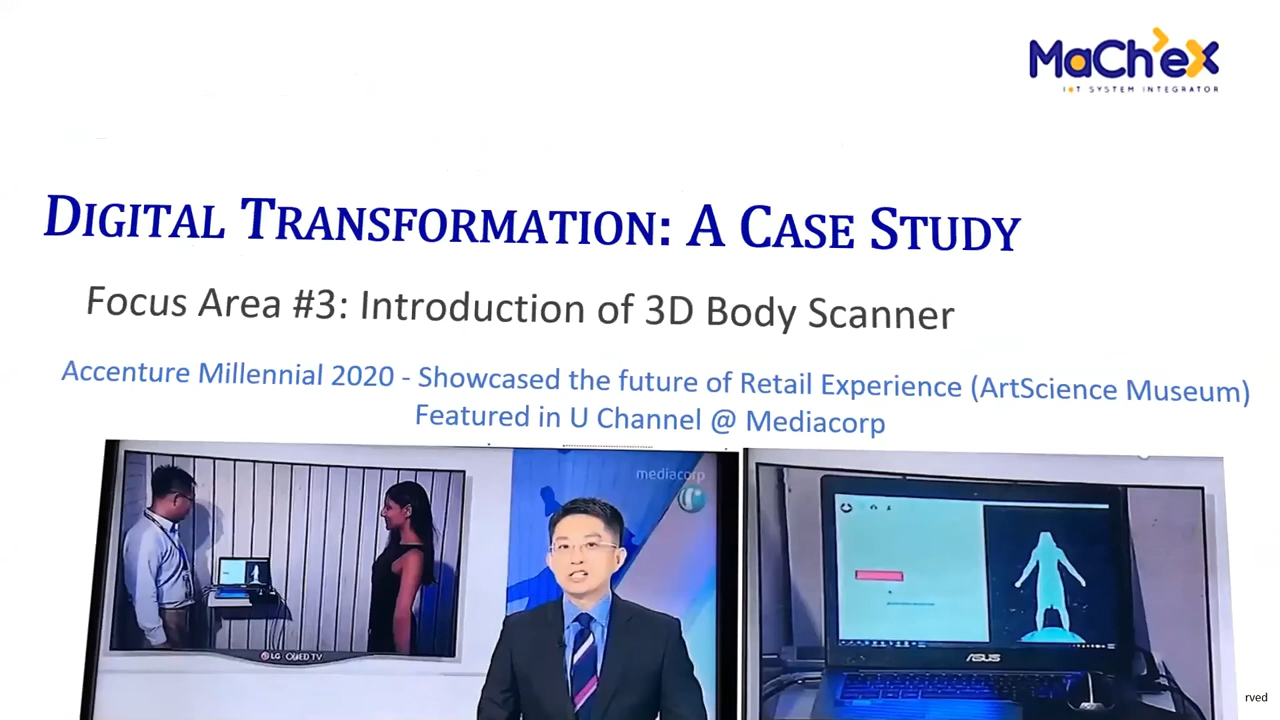 MaCh'eX
IoT SYSTEM INTEGRATOR
DIGITAL TRANSFORMATION: A CASE STUDY
Focus Area #3: Introduction of 3D Body Scanner
Accenture Millennial 2020 - Showcased the future of Retail Experience (ArtScience Museum)
Featured in U Channel @ Mediacorp
mediacorp
LG OLED TV
ASUS
rved